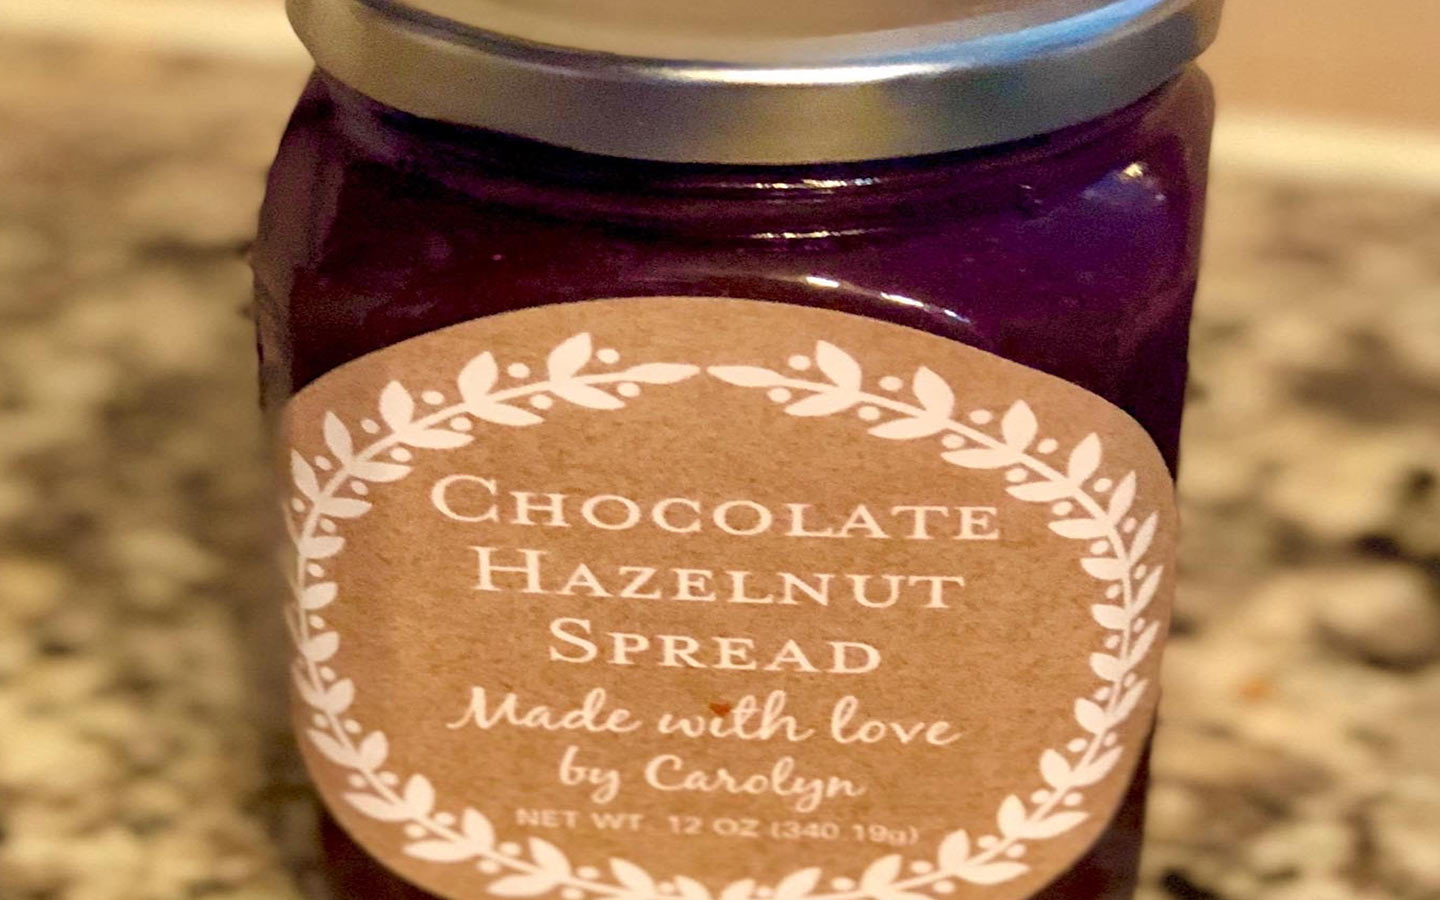 CHOCOLATE
HAZELNUT
SPREAD
Made with love
by Carolyn
NET WT. 12 OZ (340.19g)